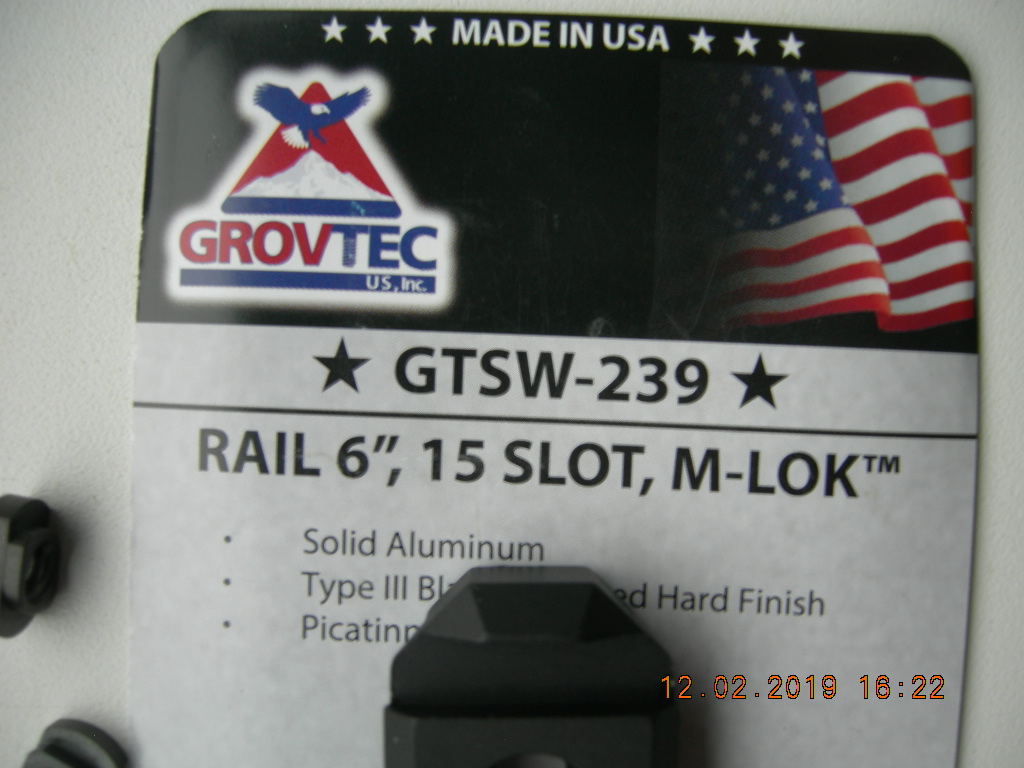 ★ ★ ★ MADE IN USA ★ ★ ★
GROVTEC
US, Inc.
★ GTSW-239 ★
RAIL 6”, 15 SLOT, M-LOK™
• Solid Aluminum
• Type III Hard Finish
•
12.02.2019 16:22